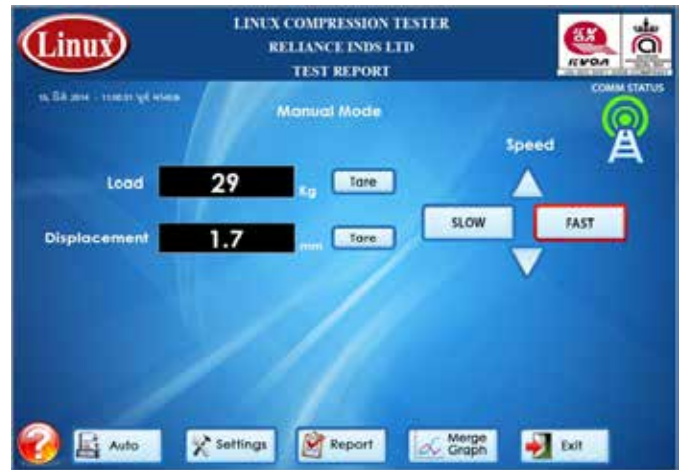 Linux
LINUX COMPRESSION TESTER
RELIANCE INDS LTD
TEST REPORT
COMM STATUS
Manual Mode
Speed
Load 29 Kg Tare
SLOW FAST
Displacement 1.7 mm Tare
? Auto Settings Report Merge Graph Exit